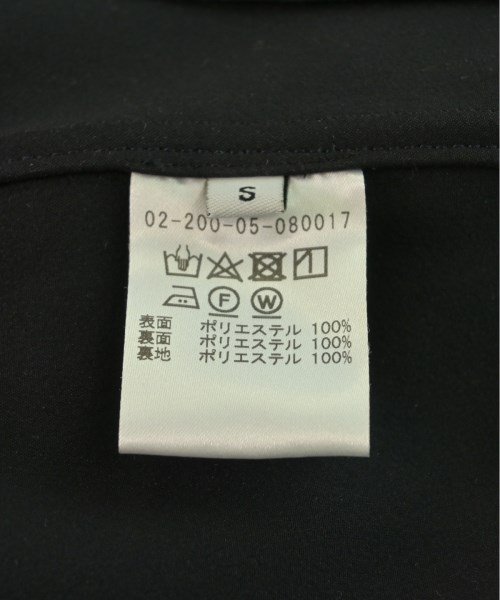 S
02-200-05-080017
F W
表面 ポリエステル 100%
裏面 ポリエステル 100%
裏地 ポリエステル 100%